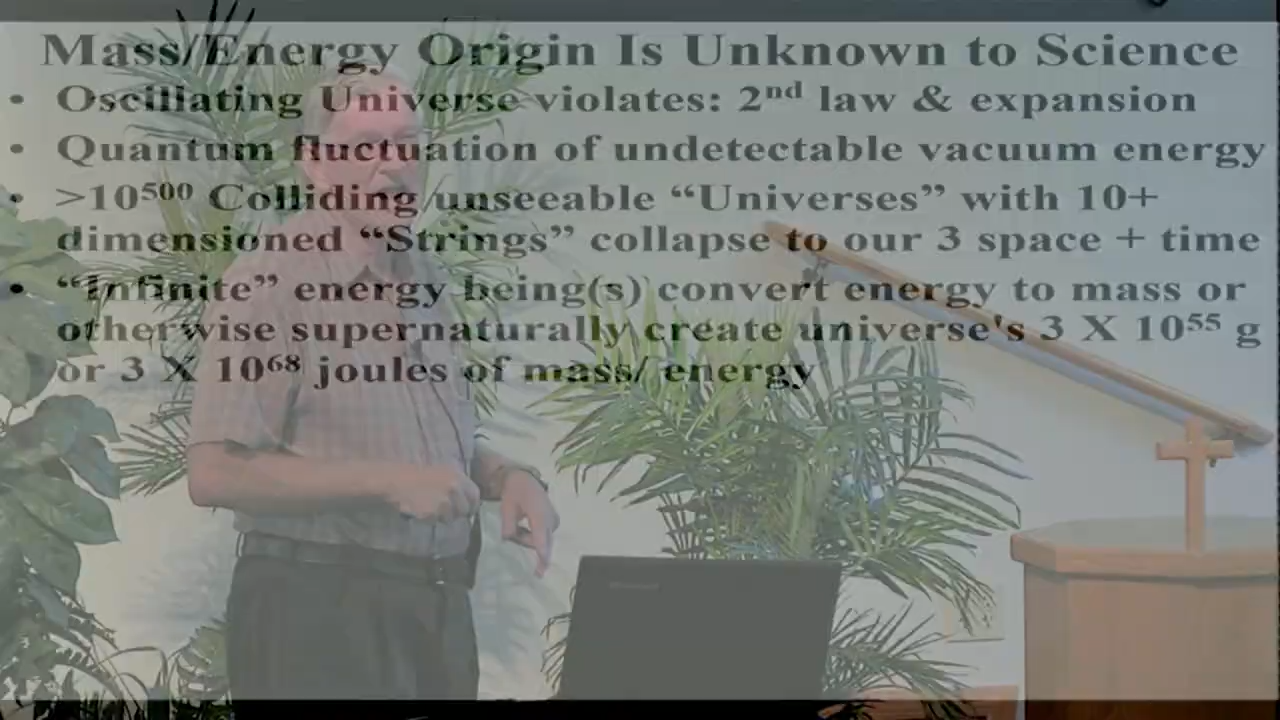 Mass/Energy Origin Is Unknown to Science
• Oscillating Universe violates: 2nd law & expansion
• Quantum fluctuation of undetectable vacuum energy
• >10⁵⁰⁰ Colliding/unseeable “Universes” with 10+
dimensioned “Strings” collapse to our 3 space + time
• “Infinite” energy being(s) convert energy to mass or
otherwise supernaturally create universe's 3 X 10⁵⁵ g
or 3 X 10⁶⁸ joules of mass/ energy